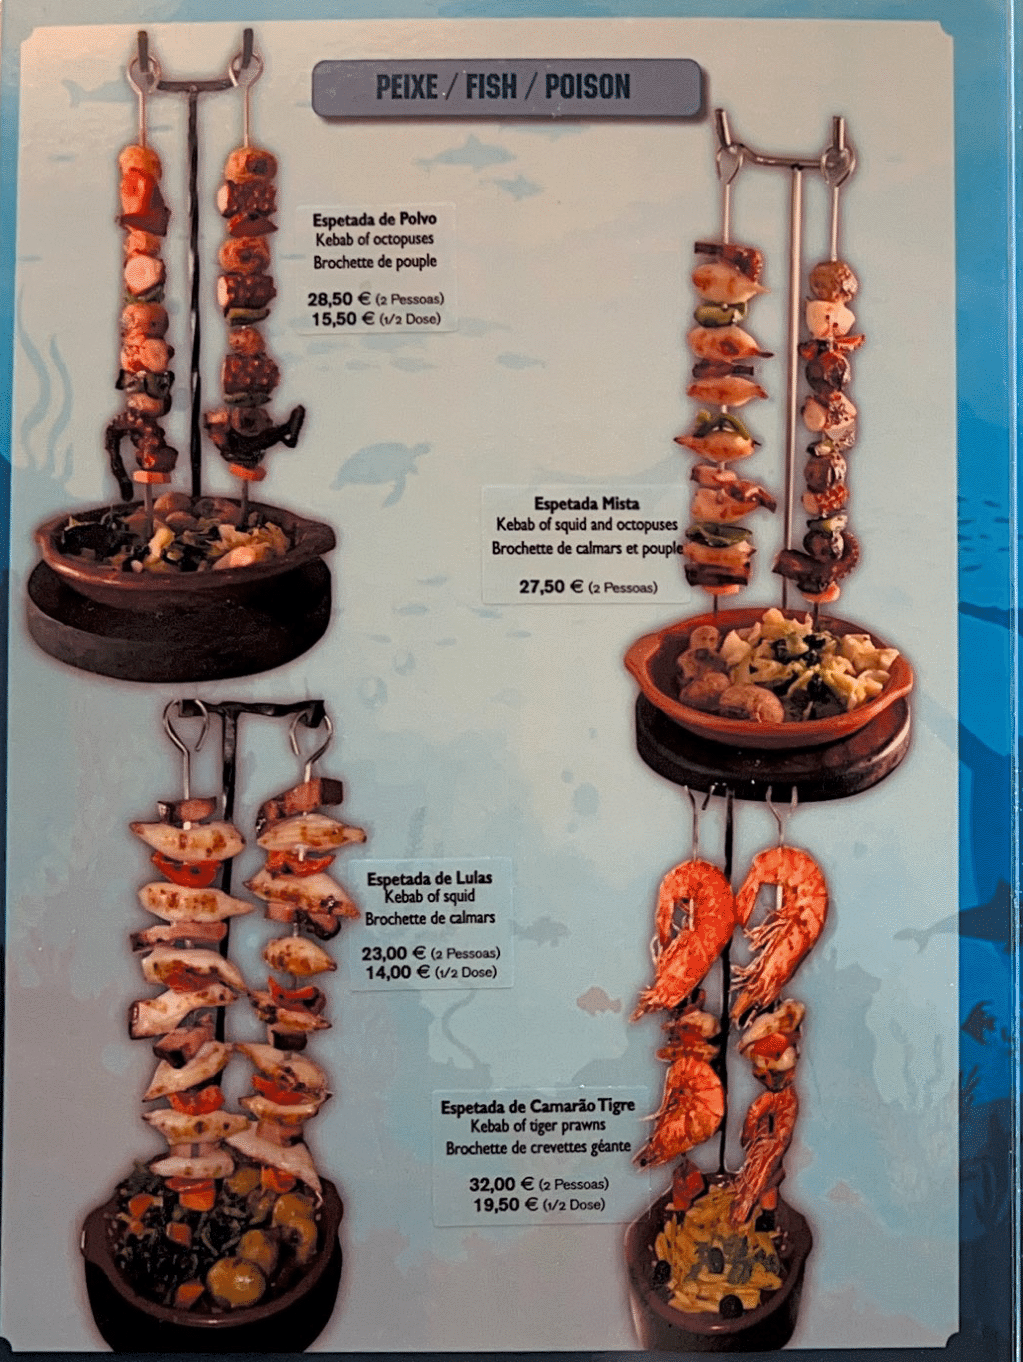 PEIXE / FISH / POISON
Espetada de Polvo
Kebab of octopuses
Brochette de pouple
28,50 € (2 Pessoas)
15,50 € (1/2 Dose)
Espetada Mista
Kebab of squid and octopuses
Brochette de calmars et pouple
27,50 € (2 Pessoas)
Espetada de Lulas
Kebab of squid
Brochette de calmars
23,00 € (2 Pessoas)
14,00 € (1/2 Dose)
Espetada de Camarão Tigre
Kebab of tiger prawns
Brochette de crevettes géante
32,00 € (2 Pessoas)
19,50 € (1/2 Dose)